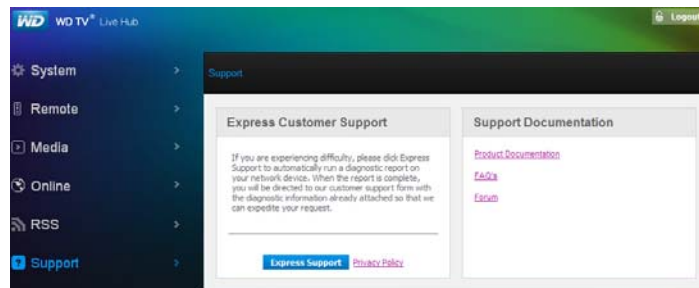 WD WD TV® Live Hub
Logout
System
Remote
Media
Online
RSS
Support
Support
Express Customer Support
If you are experiencing difficulty, please click Express
Support to automatically run a diagnostic report on
your network device. When the report is complete,
you will be directed to our customer support form with
the diagnostic information already attached so that we
can expedite your request.
Express Support Privacy Policy
Support Documentation
Product Documentation
FAQ's
Forum